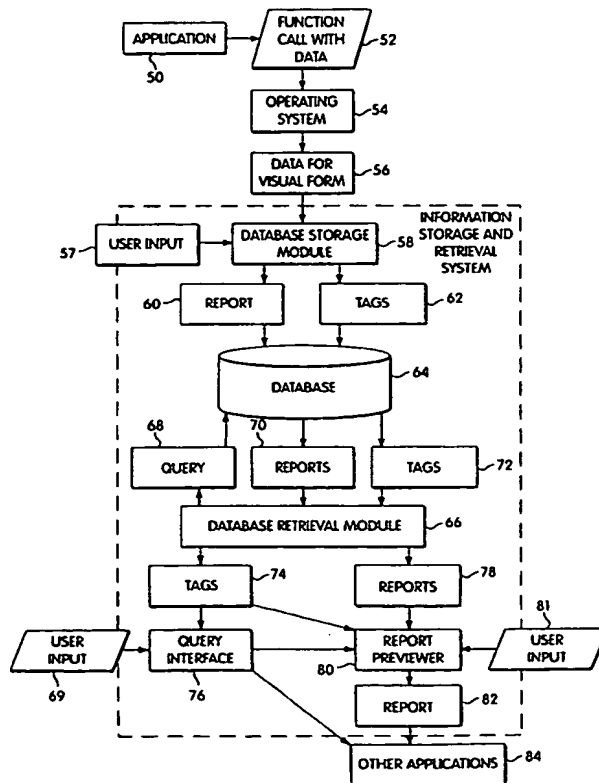 FUNCTION
CALL WITH
DATA
52
APPLICATION
50
OPERATING
SYSTEM
54
DATA FOR
VISUAL FORM
56
INFORMATION
STORAGE AND
RETRIEVAL
SYSTEM
57
USER INPUT
DATABASE STORAGE
MODULE
58
60
REPORT
TAGS
62
DATABASE
64
68
70
QUERY
REPORTS
TAGS
72
DATABASE RETRIEVAL MODULE
66
TAGS
74
REPORTS
78
81
USER
INPUT
69
QUERY
INTERFACE
76
REPORT
PREVIEWER
80
USER
INPUT
REPORT
82
OTHER APPLICATIONS
84